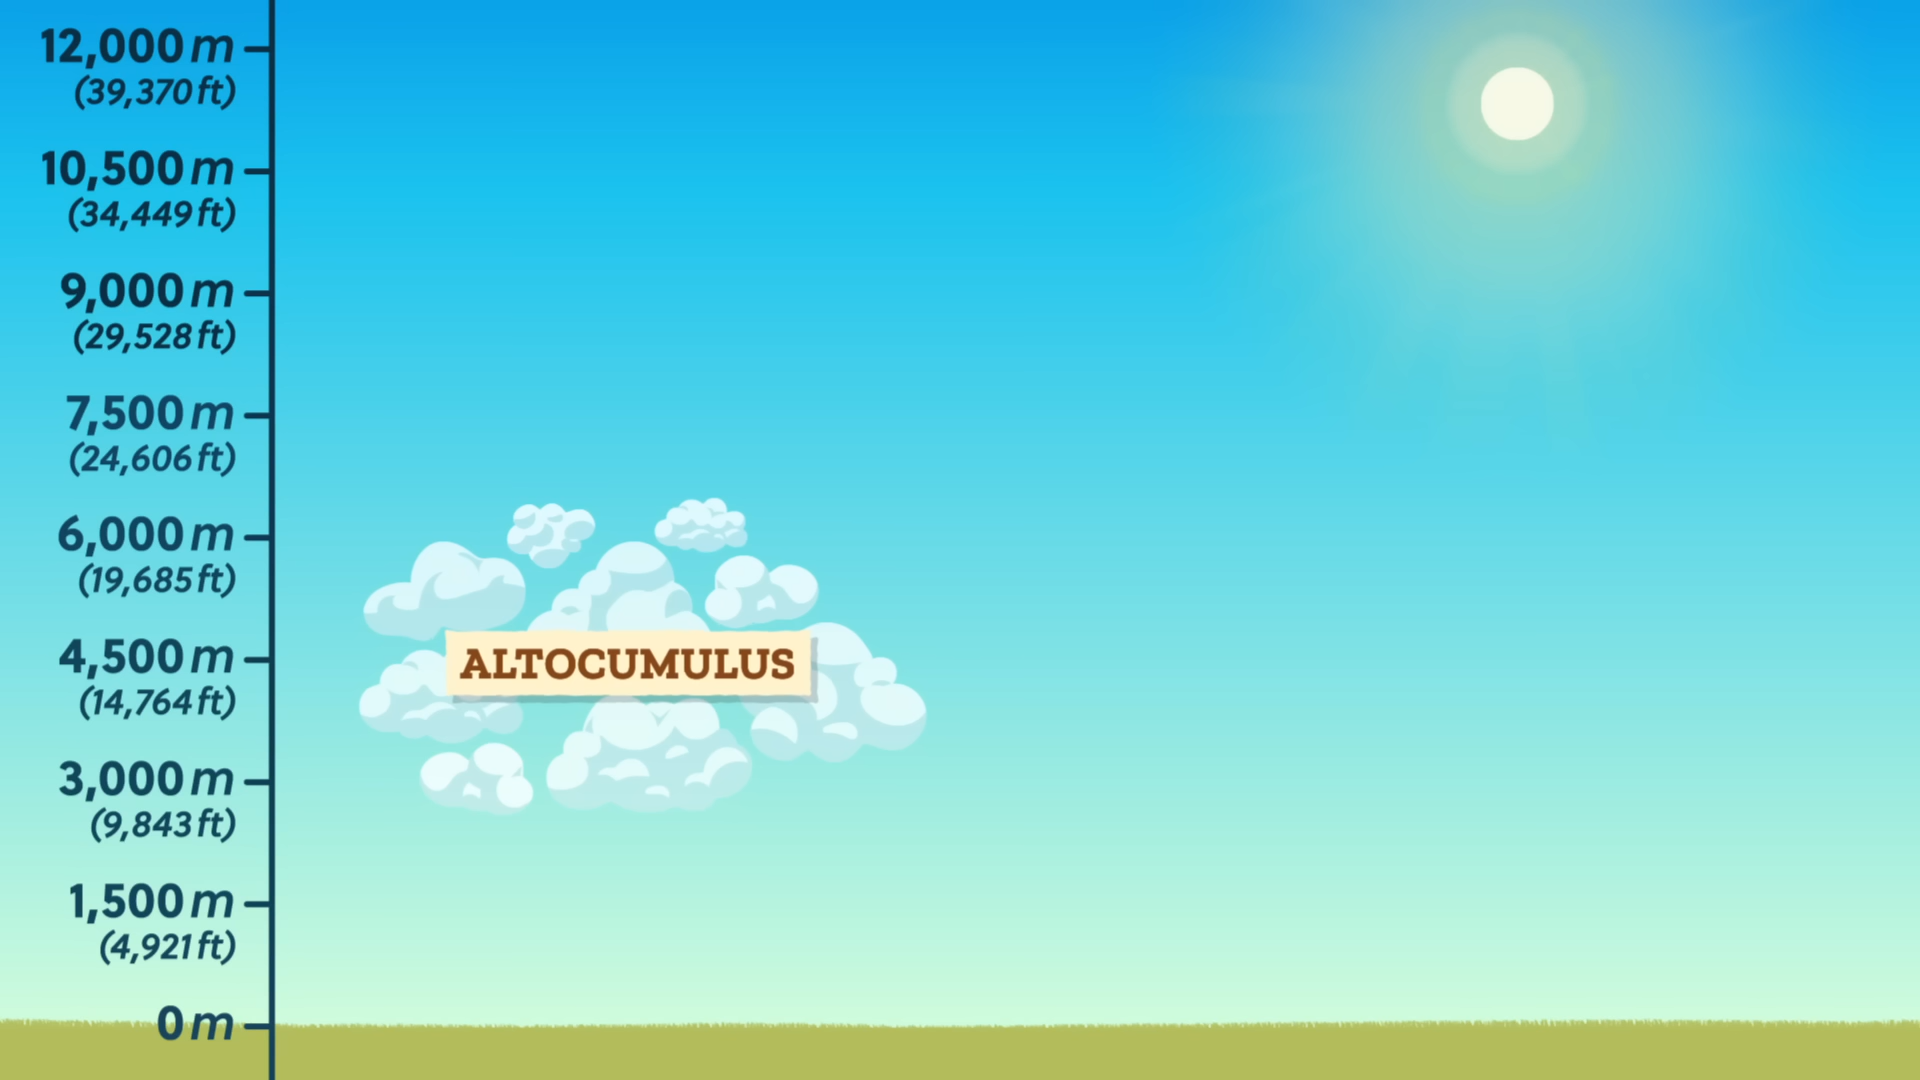 12,000 m
(39,370 ft)
10,500 m
(34,449 ft)
9,000 m
(29,528 ft)
7,500 m
(24,606 ft)
6,000 m
(19,685 ft)
4,500 m
(14,764 ft)
ALTOCUMULUS
3,000 m
(9,843 ft)
1,500 m
(4,921 ft)
0 m